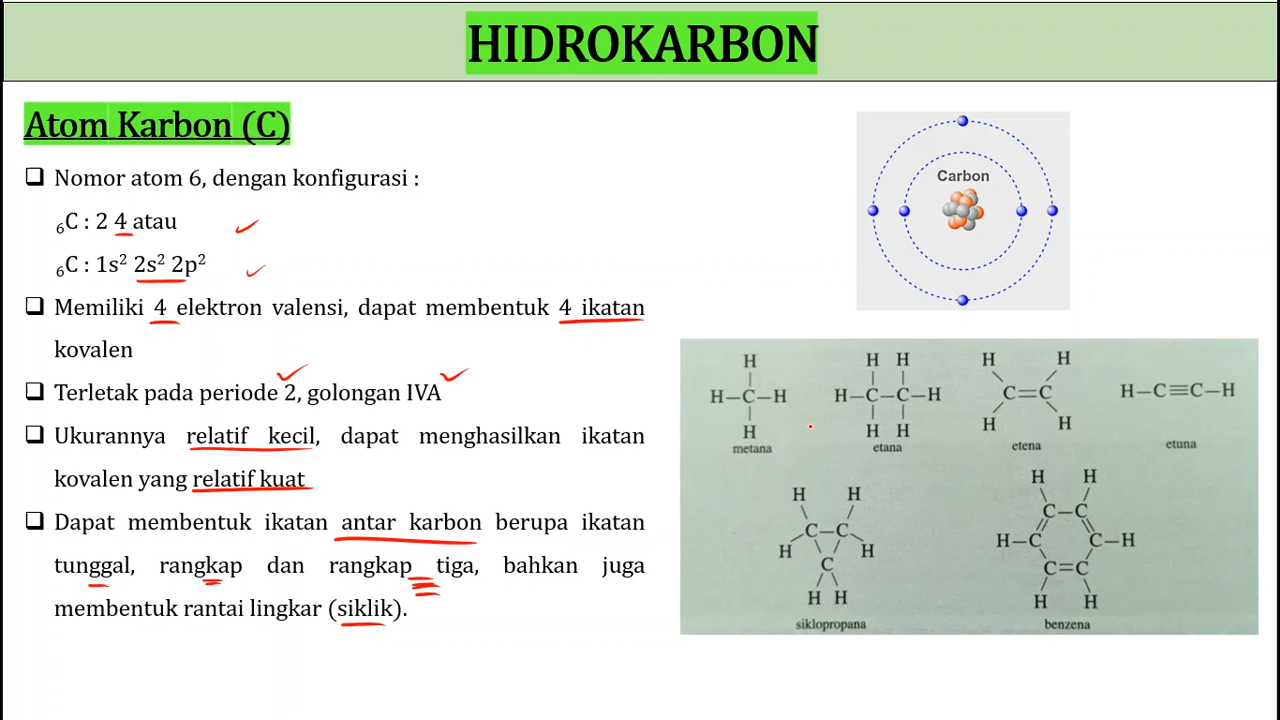 HIDROKARBON
Atom Karbon (C)
❑ Nomor atom 6, dengan konfigurasi :
₆C : 2 4 atau
₆C : 1s² 2s² 2p²
❑ Memiliki 4 elektron valensi, dapat membentuk 4 ikatan
kovalen
❑ Terletak pada periode 2, golongan IVA
❑ Ukurannya relatif kecil, dapat menghasilkan ikatan
kovalen yang relatif kuat
❑ Dapat membentuk ikatan antar karbon berupa ikatan
tunggal, rangkap dan rangkap tiga, bahkan juga
membentuk rantai lingkar (siklik).
Carbon
H
H–C–H
H
metana
H H
H–C–C–H
H H
etana
H H
C=C
H H
etena
H–C≡C–H
etuna
H H
C–C
H H
C
H H
siklopropana
H H
C–C
H–C C–H
C=C
H H
benzena